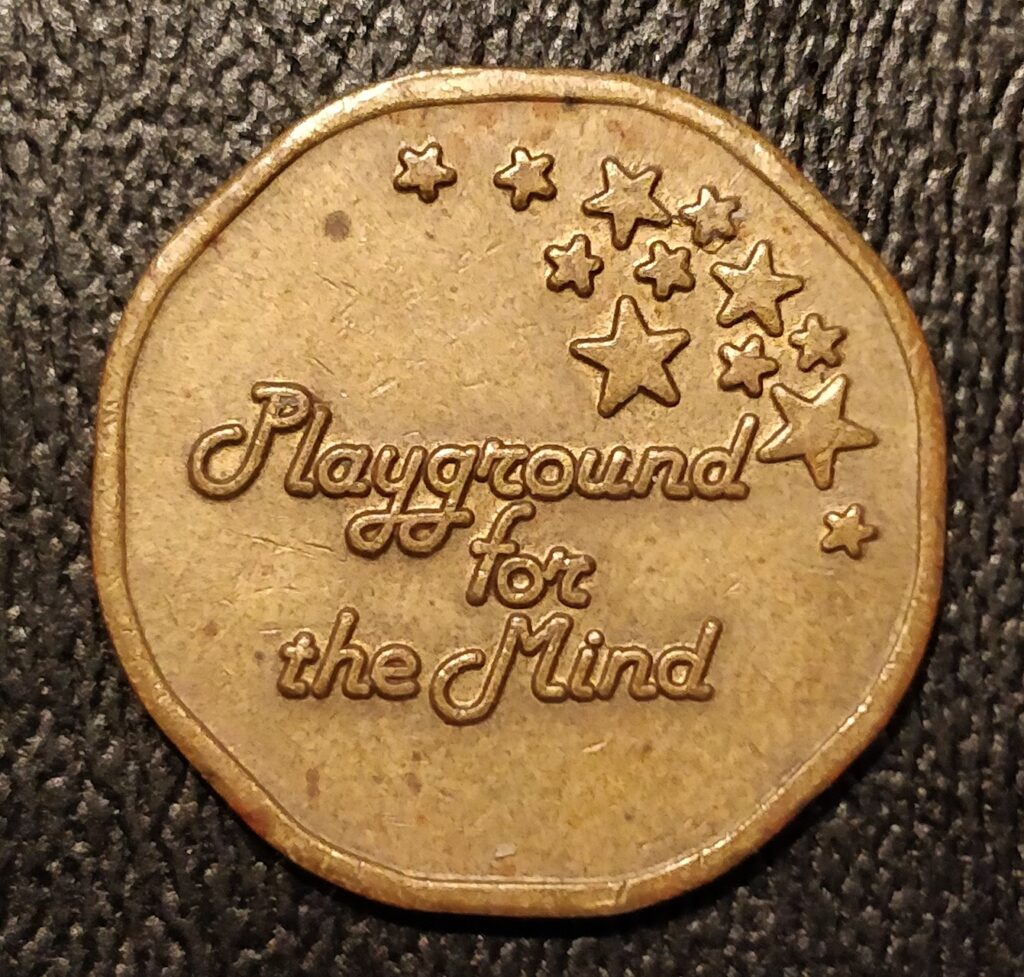 Playground
for
the Mind